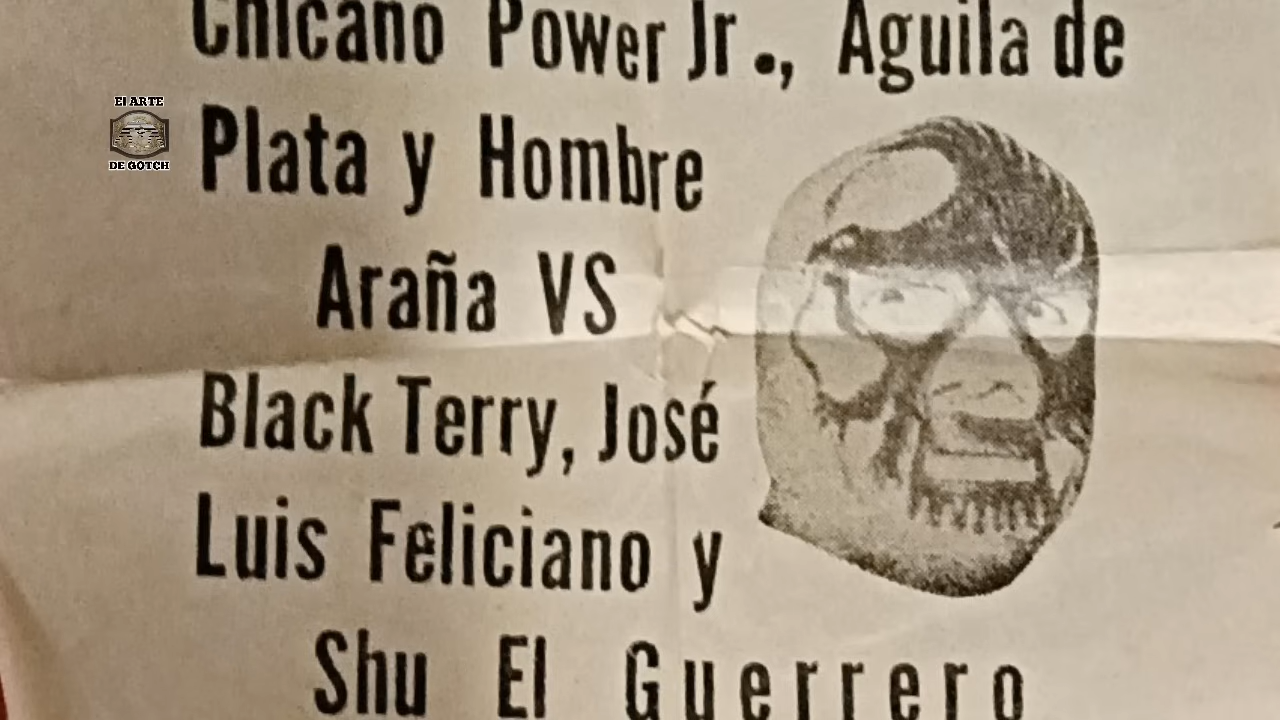 Chicano Power Jr., Aguila de
El ARTE
DE GOTCH
Plata y Hombre
Araña VS
Black Terry, José
Luis Feliciano y
Shu El Guerrero